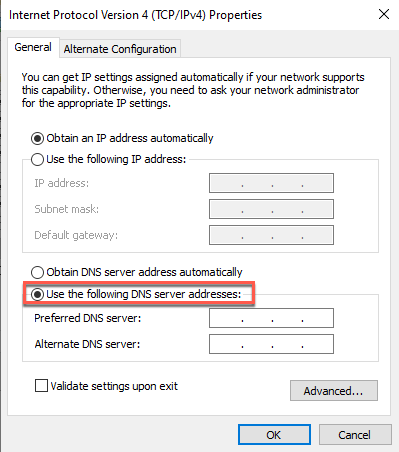 Internet Protocol Version 4 (TCP/IPv4) Properties
General
Alternate Configuration
You can get IP settings assigned automatically if your network supports
this capability. Otherwise, you need to ask your network administrator
for the appropriate IP settings.
Obtain an IP address automatically
Use the following IP address:
IP address:
Subnet mask:
Default gateway:
Obtain DNS server address automatically
Use the following DNS server addresses:
Preferred DNS server:
Alternate DNS server:
Validate settings upon exit
Advanced...
OK
Cancel